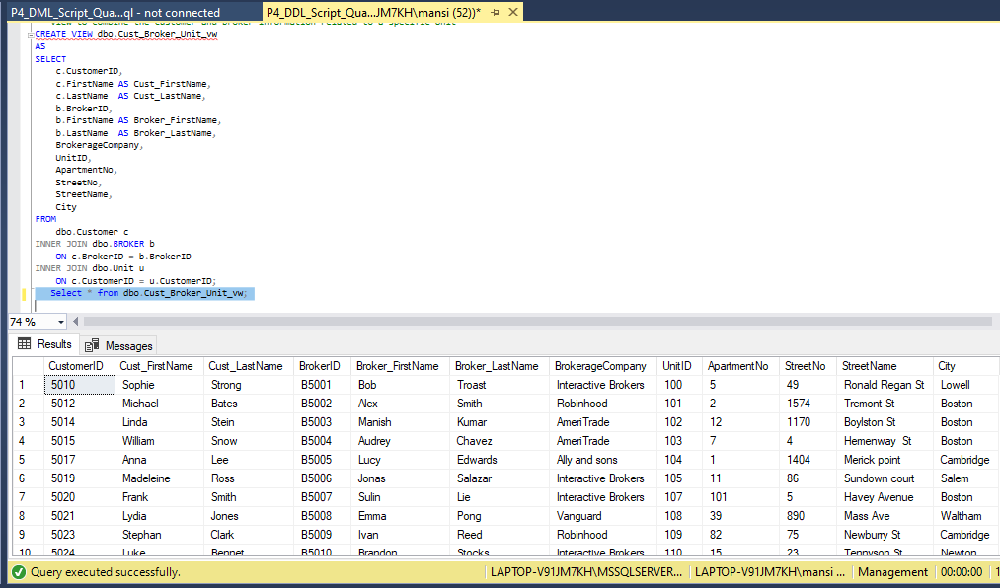 P4_DML_Script_Qua...ql - not connected
P4_DDL_Script_Qua...JM7KH\mansi (52))*
View to combine the Customer and Broker information related to a specific Unit
CREATE VIEW dbo.Cust_Broker_Unit_vw
AS
SELECT
c.CustomerID,
c.FirstName AS Cust_FirstName,
c.LastName AS Cust_LastName,
b.BrokerID,
b.FirstName AS Broker_FirstName,
b.LastName AS Broker_LastName,
BrokerageCompany,
UnitID,
ApartmentNo,
StreetNo,
StreetName,
City
FROM
dbo.Customer c
INNER JOIN dbo.BROKER b
ON c.BrokerID = b.BrokerID
INNER JOIN dbo.Unit u
ON c.CustomerID = u.CustomerID;
Select * from dbo.Cust_Broker_Unit_vw;
74 %
Results Messages
CustomerID Cust_FirstName Cust_LastName BrokerID Broker_FirstName Broker_LastName BrokerageCompany UnitID ApartmentNo StreetNo StreetName City
1 5010 Sophie Strong B5001 Bob Troast Interactive Brokers 100 5 49 Ronald Regan St Lowell
2 5012 Michael Bates B5002 Alex Smith Robinhood 101 2 1574 Tremont St Boston
3 5014 Linda Stein B5003 Manish Kumar AmeriTrade 102 12 1170 Boylston St Boston
4 5015 William Snow B5004 Audrey Chavez AmeriTrade 103 7 4 Hemenway St Boston
5 5017 Anna Lee B5005 Lucy Edwards Ally and sons 104 1 1404 Merick point Cambridge
6 5019 Madeleine Ross B5006 Jonas Salazar Interactive Brokers 105 11 86 Sundown court Salem
7 5020 Frank Smith B5007 Sulin Lie Interactive Brokers 107 101 5 Havey Avenue Boston
8 5021 Lydia Jones B5008 Emma Pong Vanguard 108 39 890 Mass Ave Waltham
9 5023 Stephan Clark B5009 Ivan Reed Robinhood 109 82 75 Newburry St Cambridge
10 5024 Luke Bennet B5010 Brandon Stocks Interactive Brokers 110 15 23 Tennyson St Newton
Query executed successfully. LAPTOP-V91JM7KH\MSSQLSERVER... LAPTOP-V91JM7KH\mansi ... Management 00:00:00 1